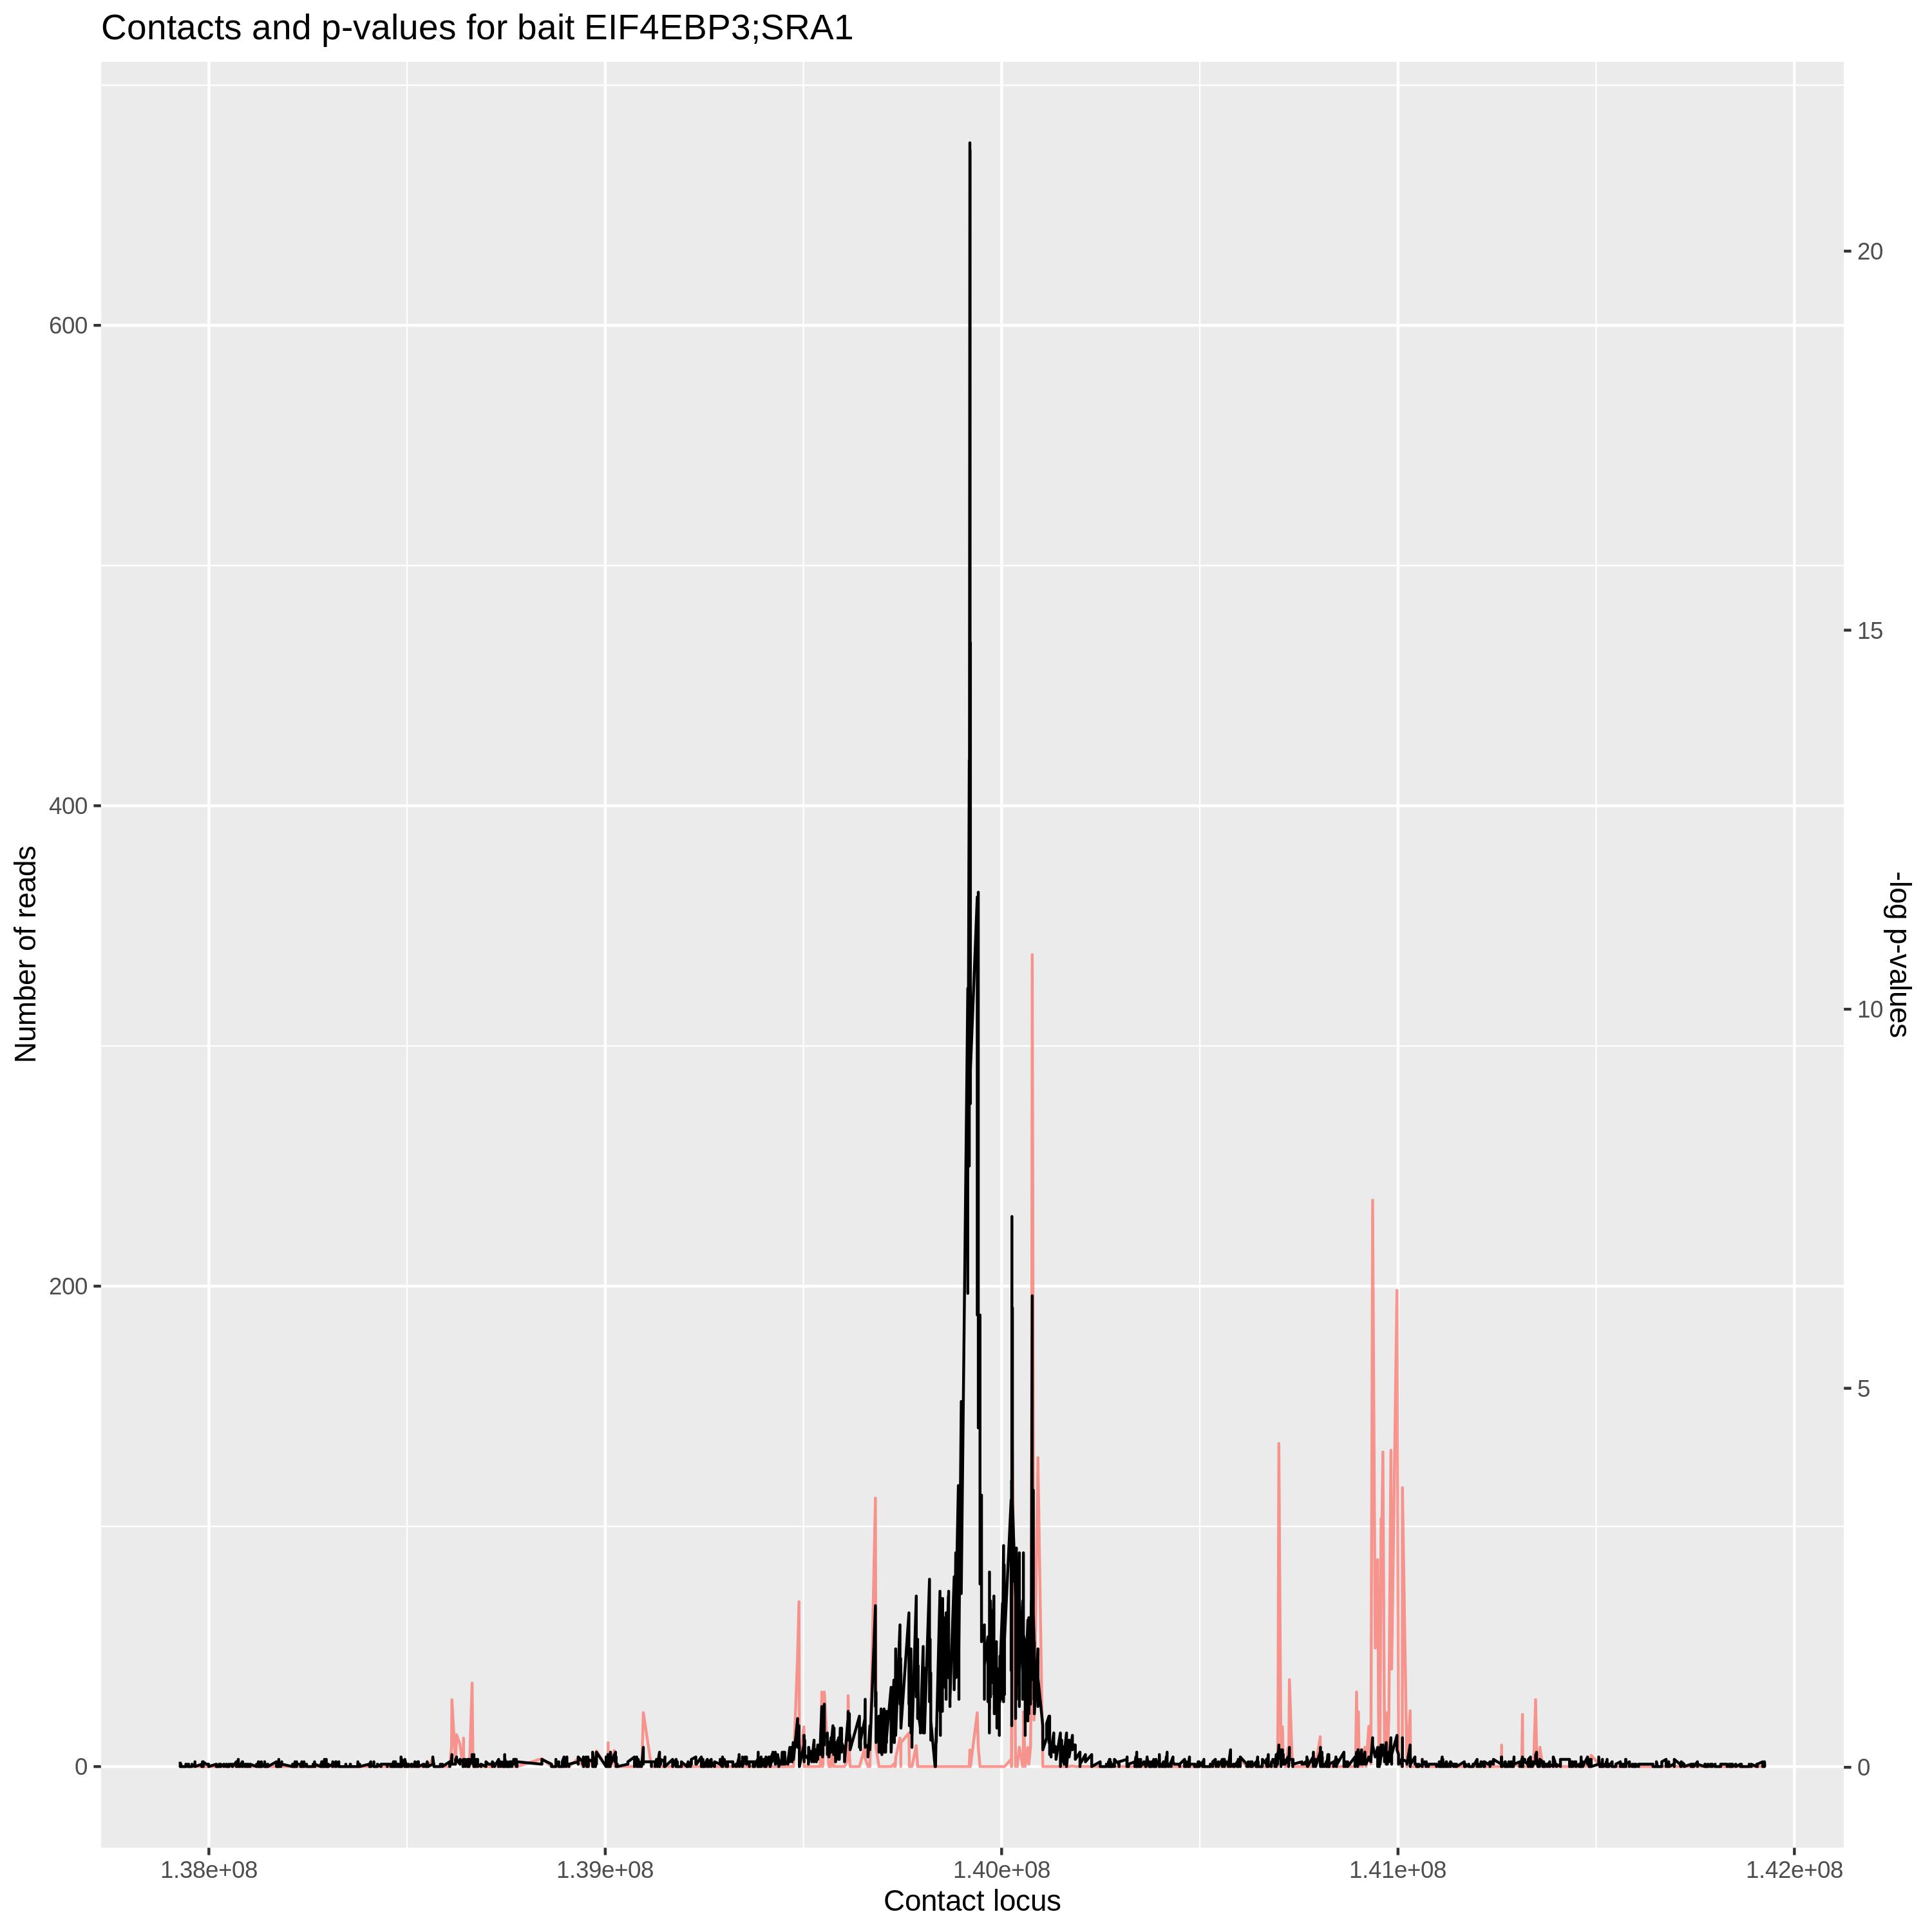 Contacts and p-values for bait EIF4EBP3;SRA1
Number of reads
600
400
200
0
20
15
10
5
0
-log p-values
1.38e+08
1.39e+08
1.40e+08
1.41e+08
1.42e+08
Contact locus